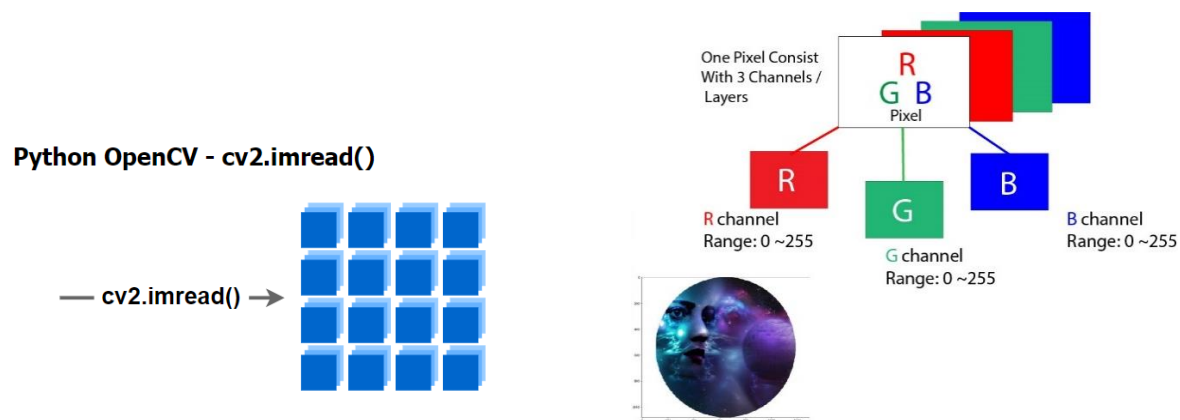 Python OpenCV - cv2.imread()
cv2.imread()
One Pixel Consist
With 3 Channels /
Layers
R
G B
Pixel
R
G
B
R channel
Range: 0 ~255
G channel
Range: 0 ~255
B channel
Range: 0 ~255